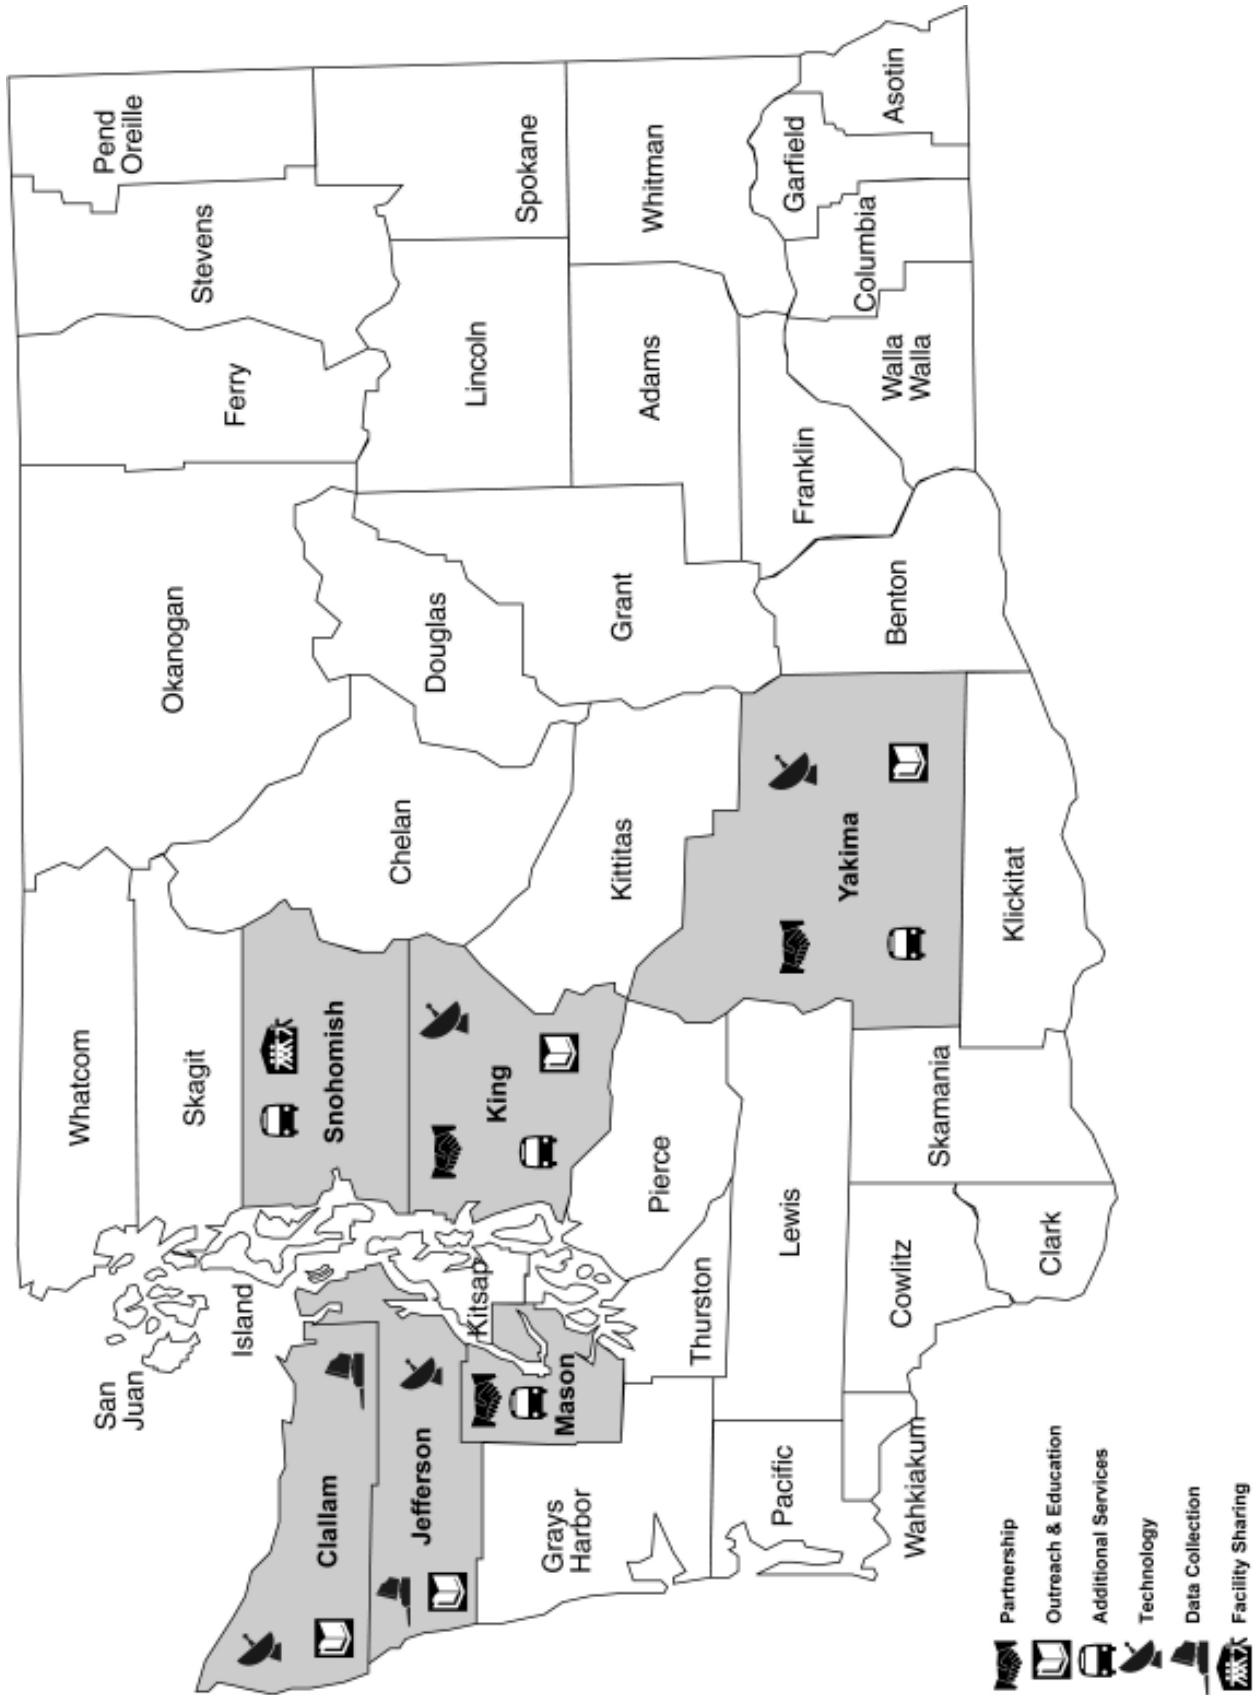 Whatcom
Okanogan
Ferry
Stevens
Pend
Oreille
San
Juan
Skagit
Island
Snohomish
Chelan
Douglas
Lincoln
Spokane
Clallam
Jefferson
Kitsap
King
Mason
Grays
Harbor
Kittitas
Grant
Adams
Whitman
Pierce
Thurston
Pacific
Lewis
Yakima
Franklin
Garfield
Columbia
Asotin
Walla
Walla
Benton
Wahkiakum
Cowlitz
Skamania
Klickitat
Clark
Partnership
Outreach & Education
Additional Services
Technology
Data Collection
Facility Sharing